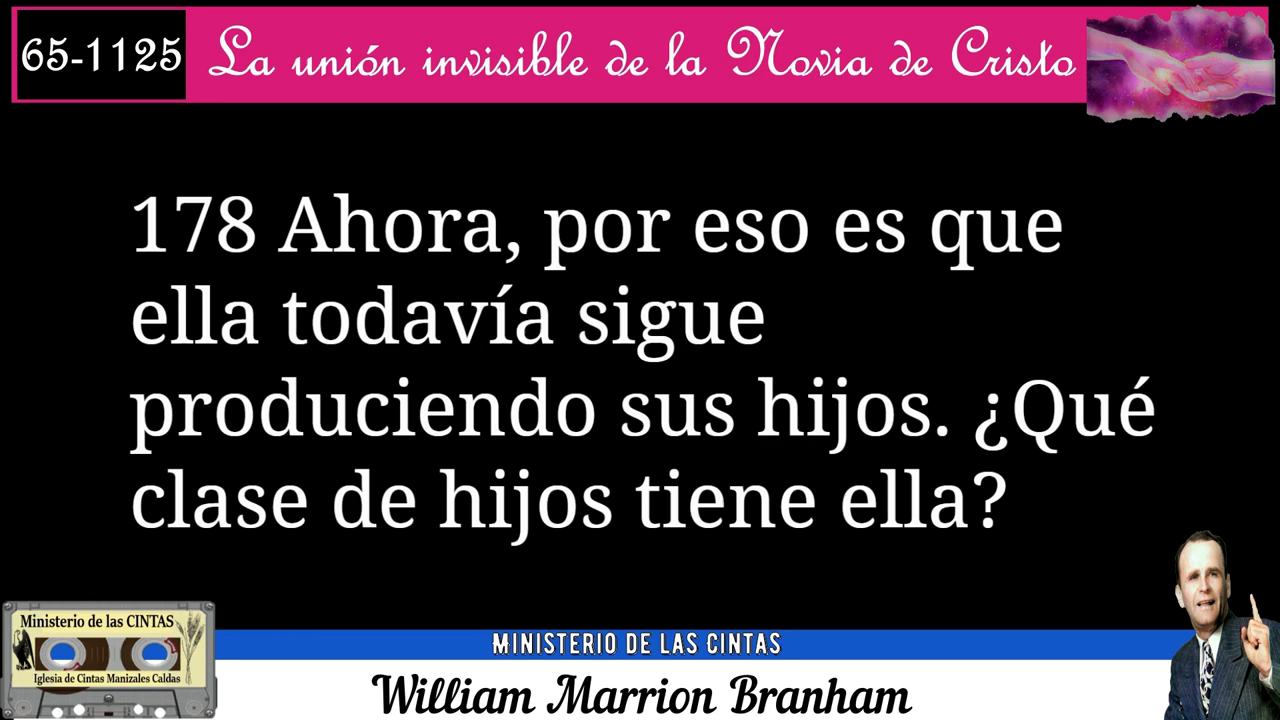 65-1125
La unión invisible de la Novia de Cristo
178 Ahora, por eso es que
ella todavía sigue
produciendo sus hijos. ¿Qué
clase de hijos tiene ella?
Ministerio de las CINTAS
Iglesia de Cintas Manizales Caldas
MINISTERIO DE LAS CINTAS
William Marrion Branham